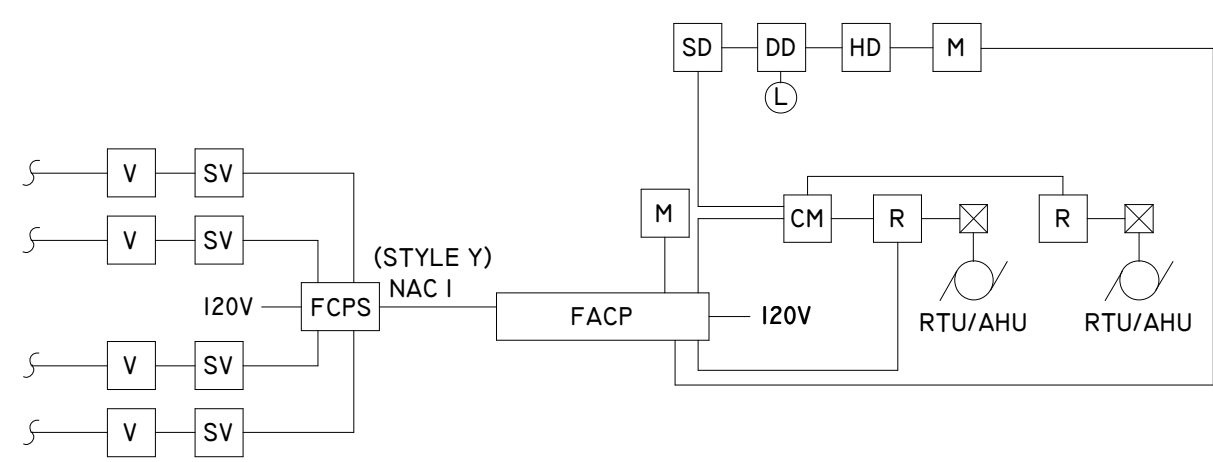 SD DD HD M
L
V SV
M
V SV
CM R R
(STYLE Y)
NAC 1
120V FCPS
FACP
120V
RTU/AHU RTU/AHU
V SV
V SV